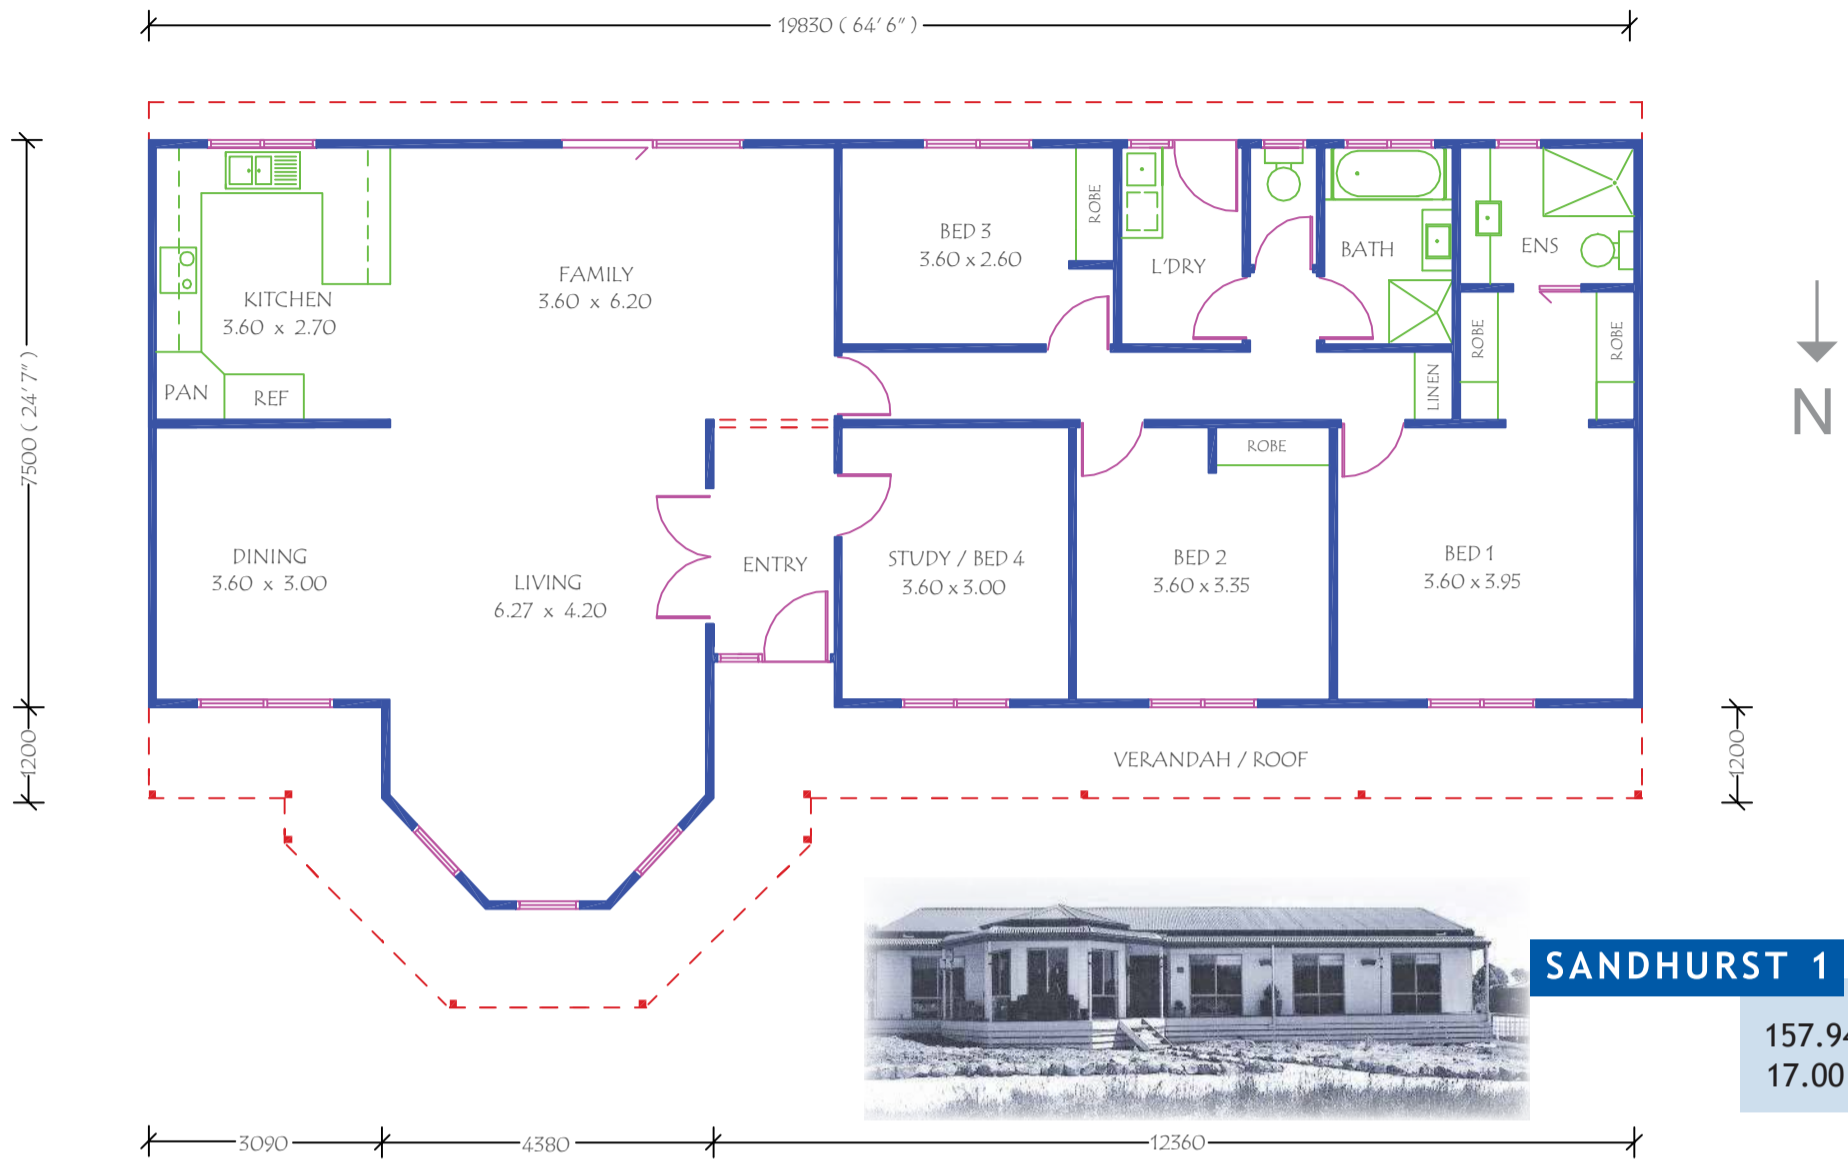 19830 ( 64' 6" )
7500 ( 24' 7" )
1200
KITCHEN
3.60 x 2.70
PAN
REF
FAMILY
3.60 x 6.20
BED 3
3.60 x 2.60
ROBE
L'DRY
BATH
ENS
ROBE
ROBE
LINEN
N
DINING
3.60 x 3.00
LIVING
6.27 x 4.20
ENTRY
STUDY / BED 4
3.60 x 3.00
BED 2
3.60 x 3.35
ROBE
BED 1
3.60 x 3.95
VERANDAH / ROOF
1200
SANDHURST 1
157.94
17.00
3090
4380
12360